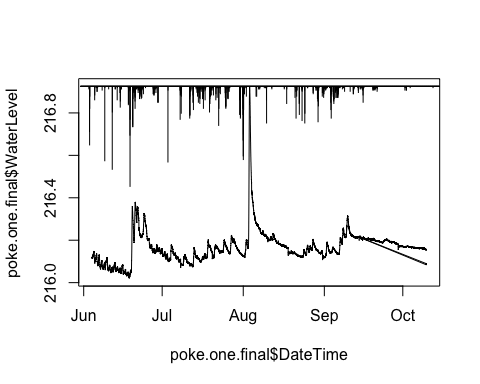 poke.one.final$WaterLevel
216.8
216.4
216.0
Jun Jul Aug Sep Oct
poke.one.final$DateTime